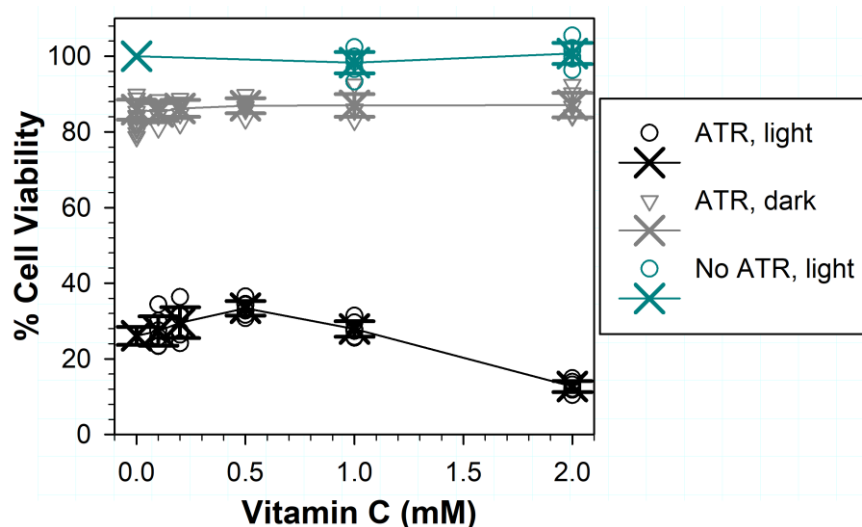 100
80
60
40
20
0
% Cell Viability
0.0 0.5 1.0 1.5 2.0
Vitamin C (mM)
ATR, light
ATR, dark
No ATR, light